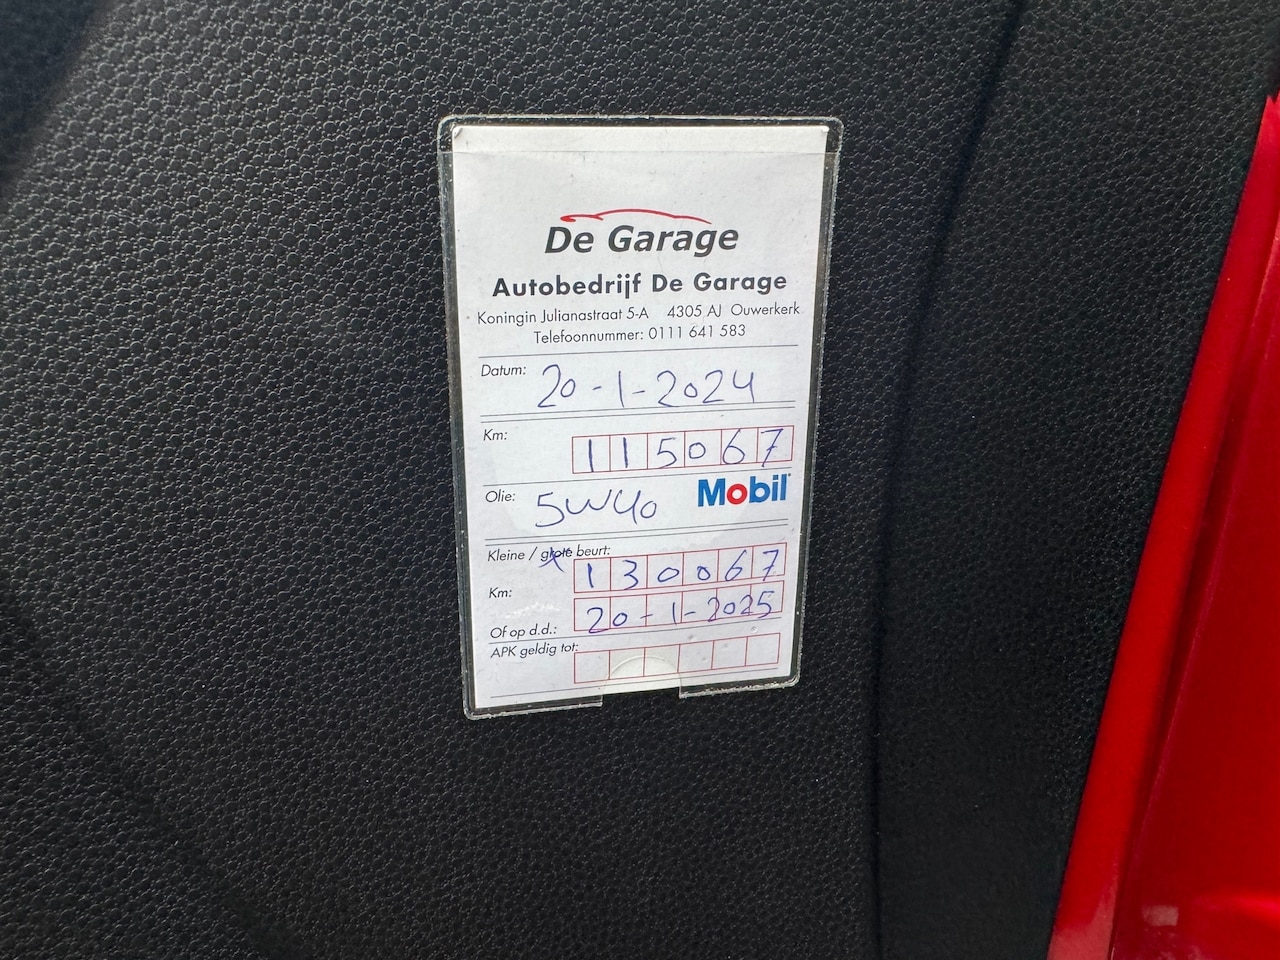 De Garage
Autobedrijf De Garage
Koningin Julianastraat 5-A 4305 AJ Ouwerkerk
Telefoonnummer: 0111 641 583
Datum: 20-1-2024
Km: 115067
Olie: 5W40 Mobil
Kleine / grote beurt:
Km: 130067
Of op d.d.: 20-1-2025
APK geldig tot: